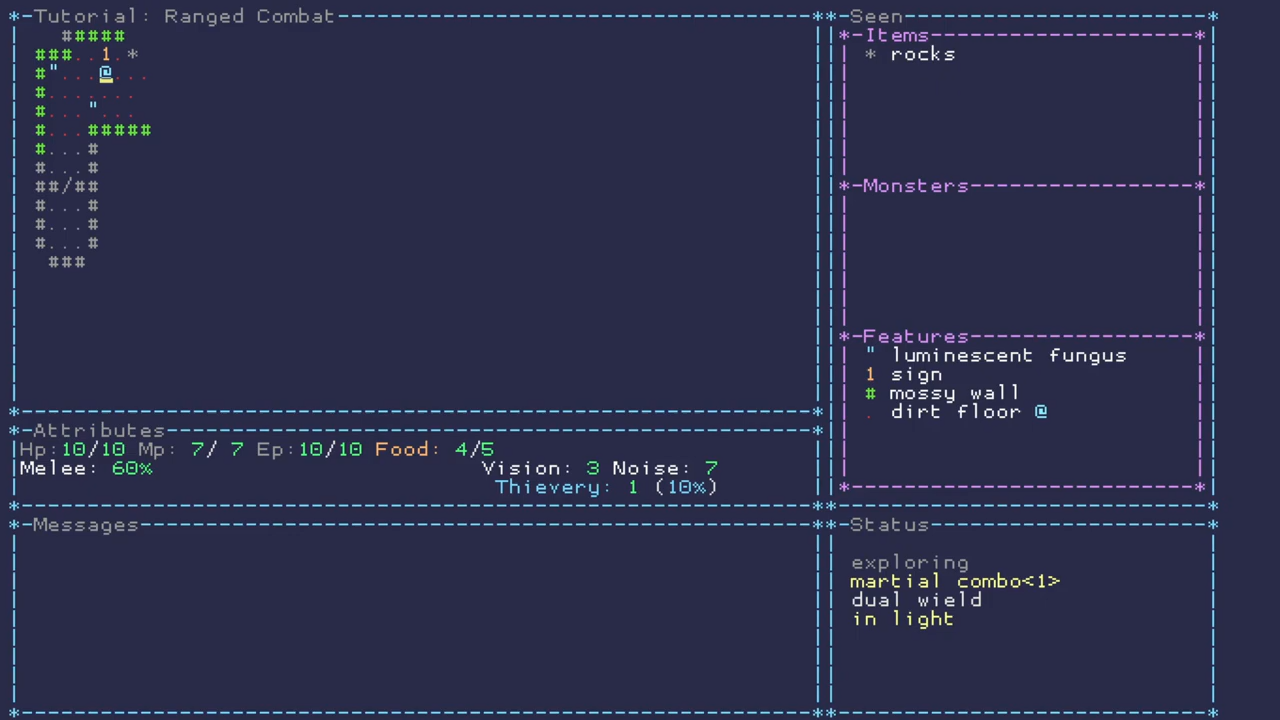 *-Tutorial: Ranged Combat-------------------------------------**-Seen--------------------------*
#####
*-Items---------------------------*
###..1.* * rocks
#"...@...
#.......
#..."...
#...#####
#...#
#...#
##/## *-Monsters------------------*
#...#
#...#
#...#
###
*-Features------------------*
" luminescent fungus
1 sign
# mossy wall
. dirt floor @
*-Attributes-*
Hp:10/10 Mp: 7/ 7 Ep:10/10 Food: 4/5
Melee: 60% Vision: 3 Noise: 7
Thievery: 1 (10%)
*-Messages-**-Status-*
exploring
martial combo<1>
dual wield
in light